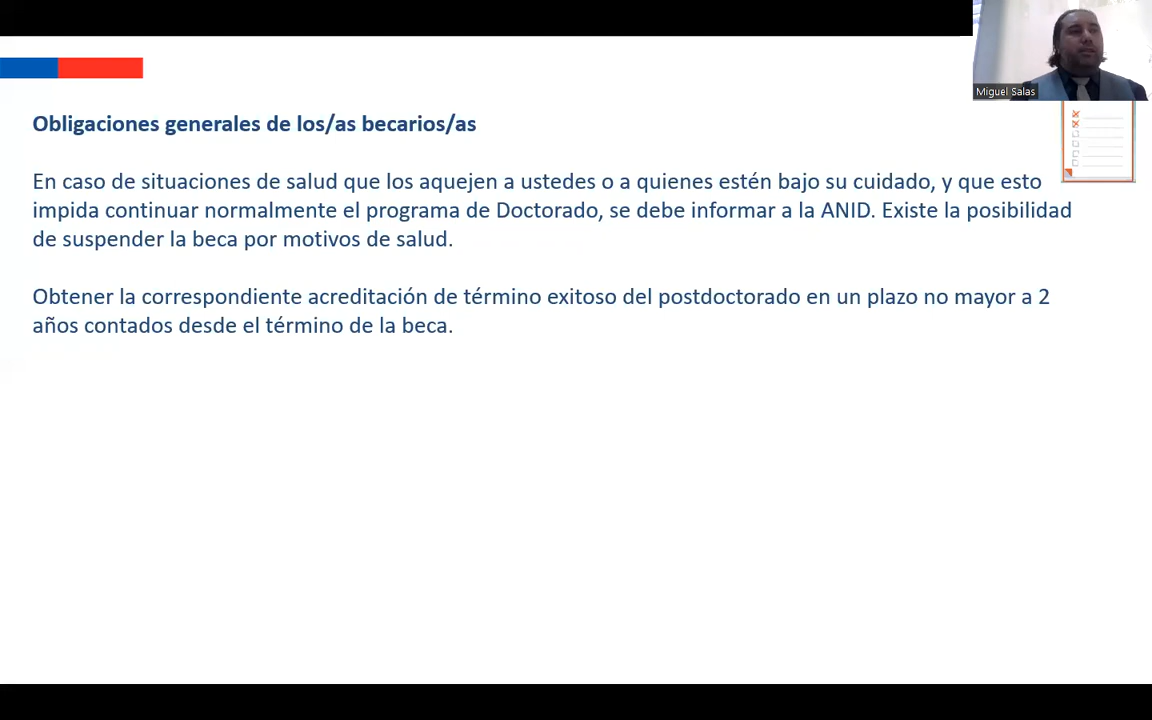 Miguel Salas
Obligaciones generales de los/as becarios/as
En caso de situaciones de salud que los aquejen a ustedes o a quienes estén bajo su cuidado, y que esto
impida continuar normalmente el programa de Doctorado, se debe informar a la ANID. Existe la posibilidad
de suspender la beca por motivos de salud.
Obtener la correspondiente acreditación de término exitoso del postdoctorado en un plazo no mayor a 2
años contados desde el término de la beca.